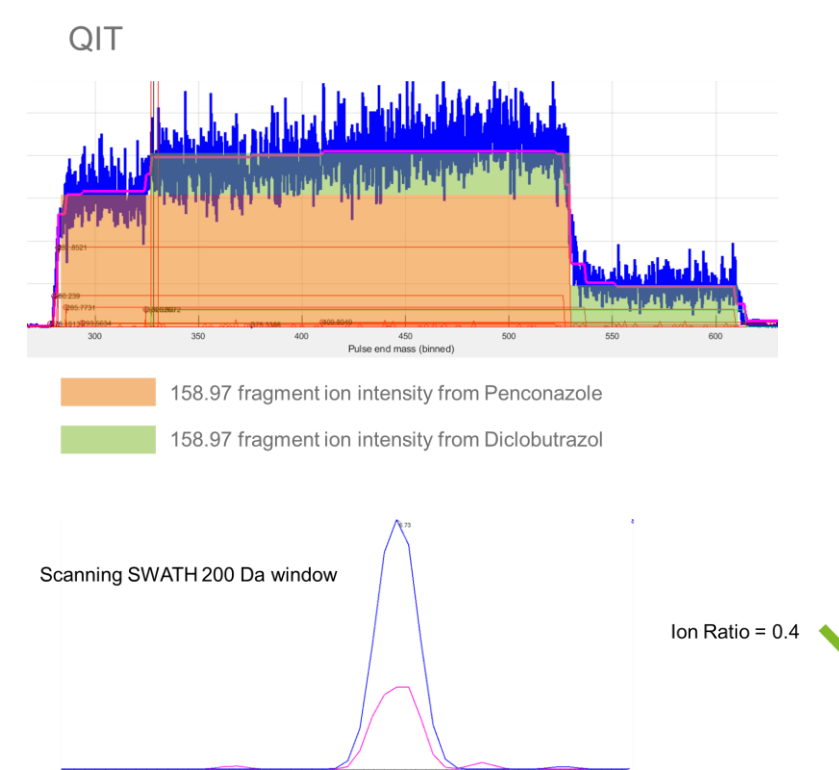 QIT
300 350 400 450 500 550 600
Pulse end mass (binned)
158.97 fragment ion intensity from Penconazole
158.97 fragment ion intensity from Diclobutrazol
Scanning SWATH 200 Da window
Ion Ratio = 0.4